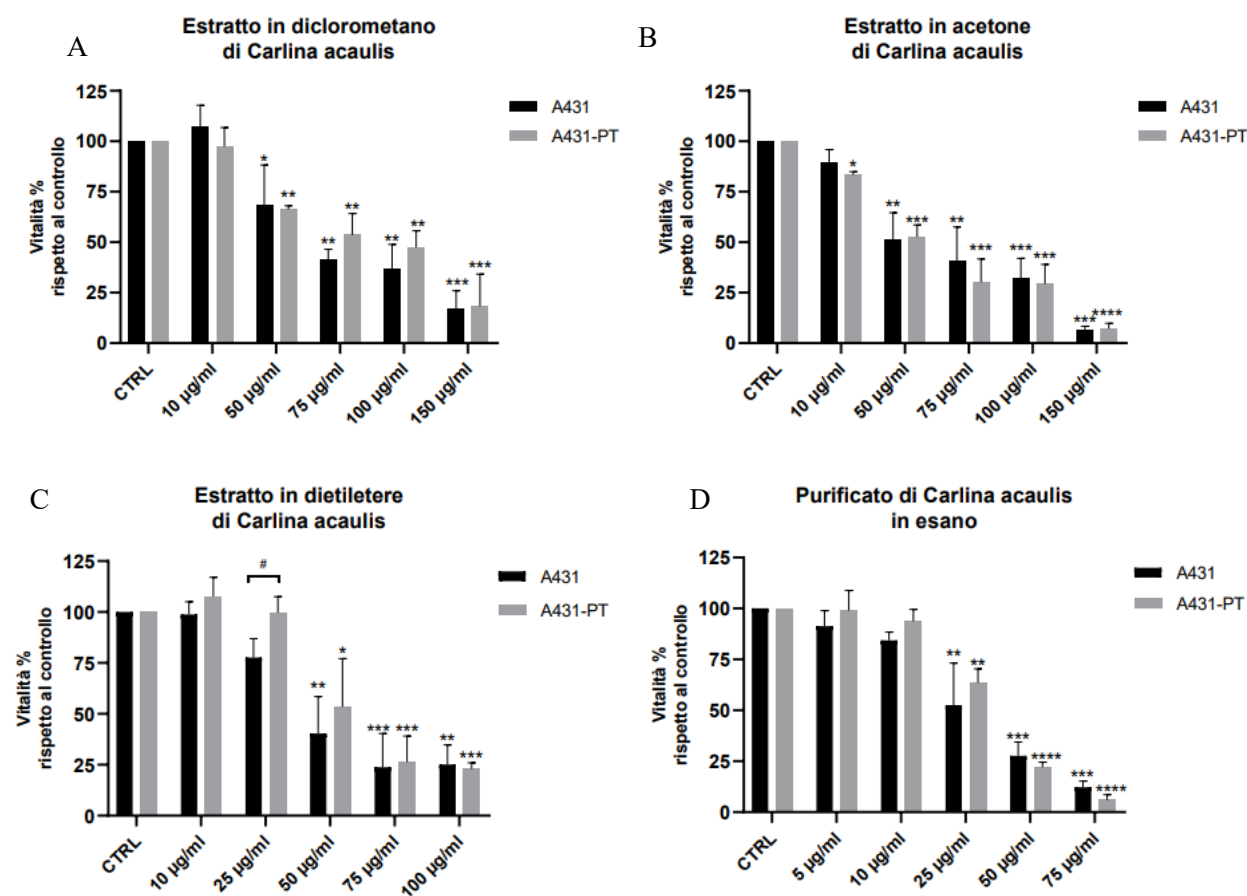 A
Estratto in diclorometano
di Carlina acaulis
125
100
75
50
25
0
Vitalità %
rispetto al controllo
*
**
**
**
**
**
***
***
CTRL
10 µg/ml
50 µg/ml
75 µg/ml
100 µg/ml
150 µg/ml
A431
A431-PT
B
Estratto in acetone
di Carlina acaulis
125
100
75
50
25
0
Vitalità %
rispetto al controllo
*
**
***
**
***
***
***
***
****
CTRL
10 µg/ml
50 µg/ml
75 µg/ml
100 µg/ml
150 µg/ml
A431
A431-PT
C
Estratto in dietiletere
di Carlina acaulis
125
100
75
50
25
0
Vitalità %
rispetto al controllo
#
**
*
***
***
**
***
CTRL
10 µg/ml
25 µg/ml
50 µg/ml
75 µg/ml
100 µg/ml
A431
A431-PT
D
Purificato di Carlina acaulis
in esano
125
100
75
50
25
0
Vitalità %
rispetto al controllo
**
**
***
****
***
****
CTRL
5 µg/ml
10 µg/ml
25 µg/ml
50 µg/ml
75 µg/ml
A431
A431-PT